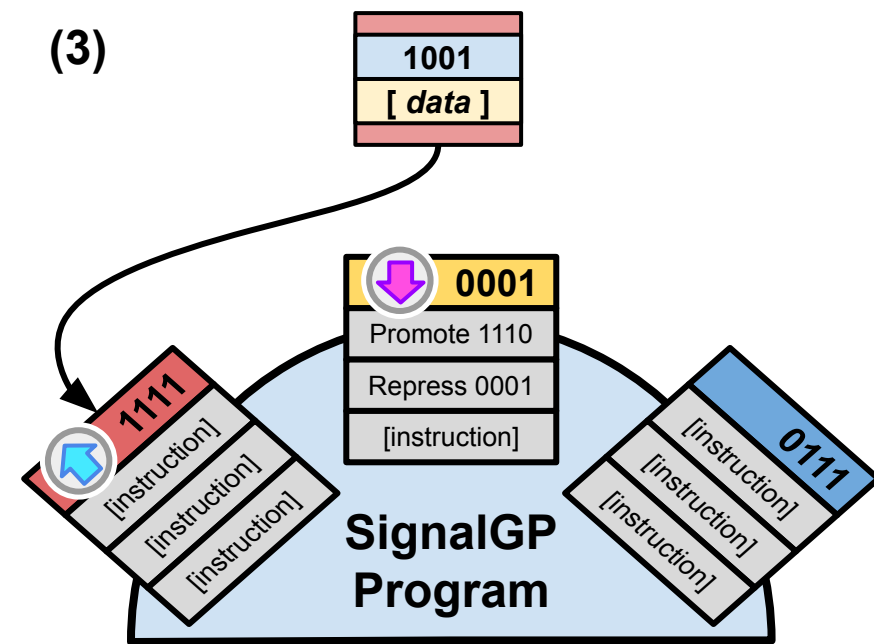 (3)
1001
[ data ]
0001
Promote 1110
Repress 0001
[instruction]
1111
[instruction]
[instruction]
[instruction]
0111
[instruction]
[instruction]
[instruction]
SignalGP
Program